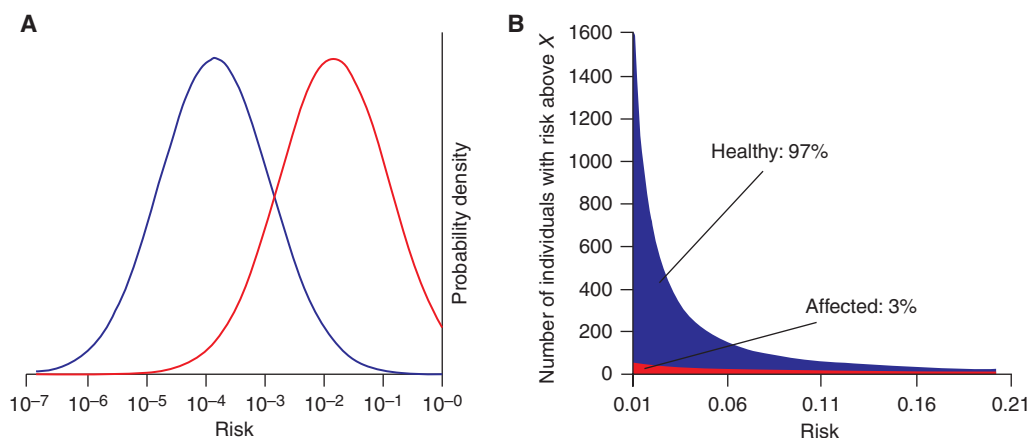 A
10⁻⁷ 10⁻⁶ 10⁻⁵ 10⁻⁴ 10⁻³ 10⁻² 10⁻¹ 10⁻⁰
Risk
Probability density
B
Number of individuals with risk above X
1600
1400
1200
1000
800
600
400
200
0
Healthy: 97%
Affected: 3%
0.01 0.06 0.11 0.16 0.21
Risk